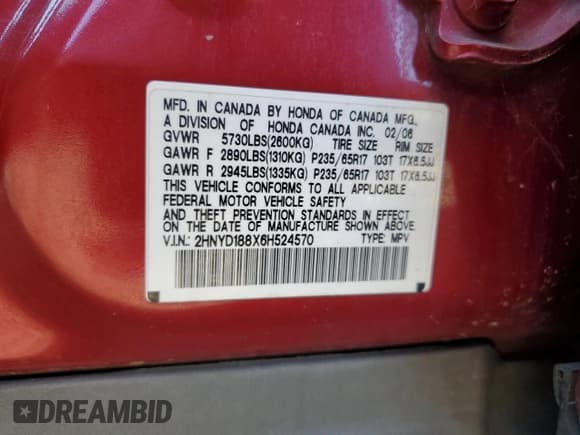 MFD. IN CANADA BY HONDA OF CANADA MFG.,
A DIVISION OF HONDA CANADA INC. 02/06
GVWR 5730LBS(2600KG) TIRE SIZE RIM SIZE
GAWR F 2890LBS(1310KG) P235/65R17 103T 17X6.5JJ
GAWR R 2945LBS(1335KG) P235/65R17 103T 17X6.5JJ
THIS VEHICLE CONFORMS TO ALL APPLICABLE
FEDERAL MOTOR VEHICLE SAFETY
AND THEFT PREVENTION STANDARDS IN EFFECT
ON THE DATE OF MANUFACTURE SHOWN ABOVE.
V.I.N.: 2HNYD188X6H524570 TYPE: MPV
DREAMBID